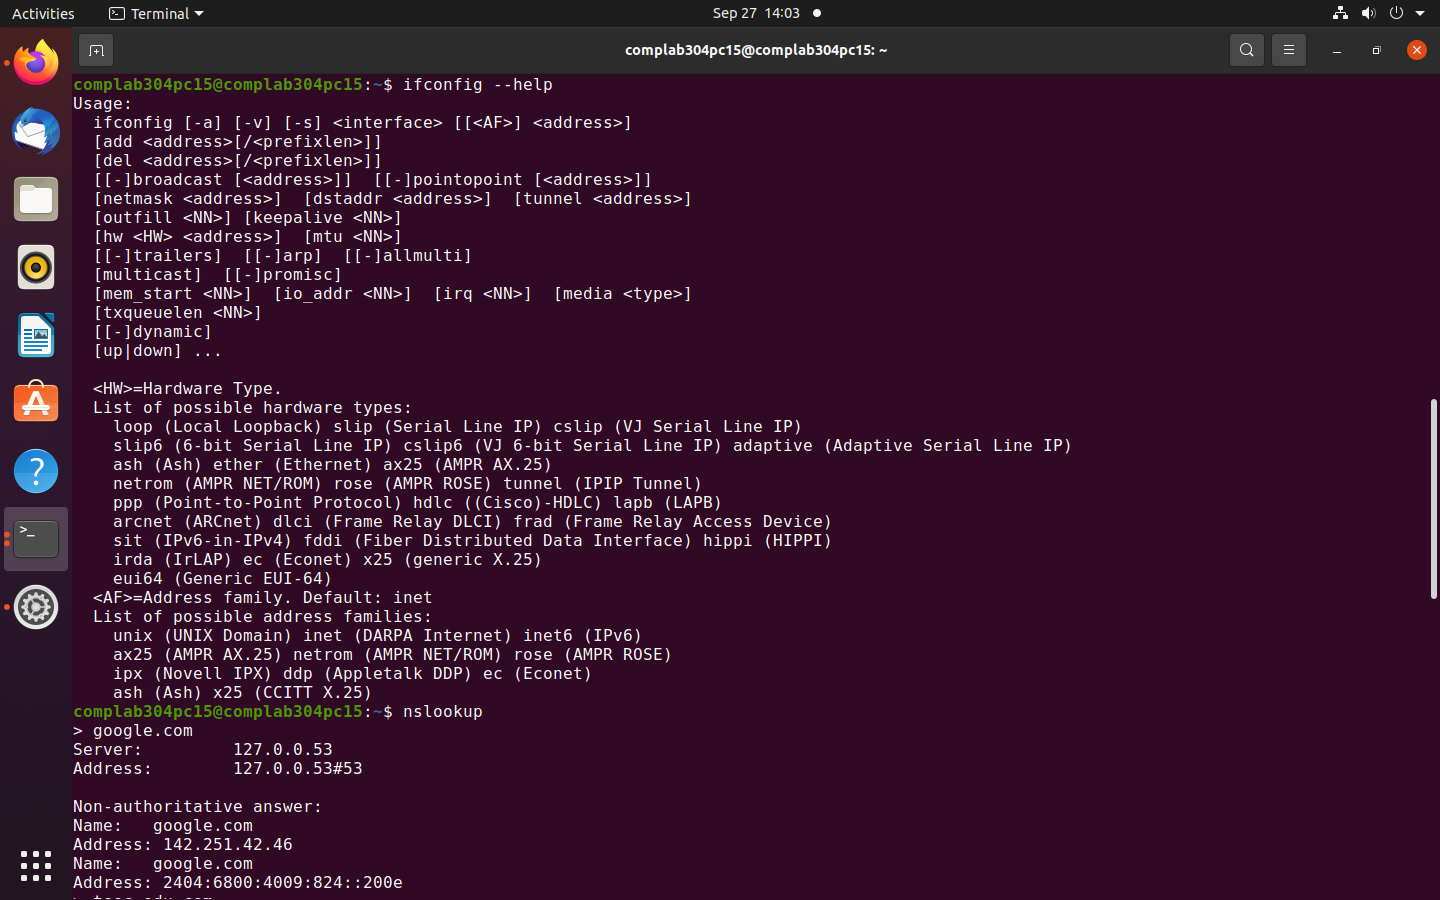 Activities
Terminal
Sep 27 14:03
complab304pc15@complab304pc15: ~
complab304pc15@complab304pc15:~$ ifconfig --help
Usage:
  ifconfig [-a] [-v] [-s] <interface> [[<AF>] <address>]
  [add <address>[/<prefixlen>]]
  [del <address>[/<prefixlen>]]
  [[-]broadcast [<address>]]  [[-]pointopoint [<address>]]
  [netmask <address>]  [dstaddr <address>]  [tunnel <address>]
  [outfill <NN>] [keepalive <NN>]
  [hw <HW> <address>]  [mtu <NN>]
  [[-]trailers]  [[-]arp]  [[-]allmulti]
  [multicast]  [[-]promisc]
  [mem_start <NN>]  [io_addr <NN>]  [irq <NN>]  [media <type>]
  [txqueuelen <NN>]
  [[-]dynamic]
  [up|down] ...
  <HW>=Hardware Type.
  List of possible hardware types:
    loop (Local Loopback) slip (Serial Line IP) cslip (VJ Serial Line IP)
    slip6 (6-bit Serial Line IP) cslip6 (VJ 6-bit Serial Line IP) adaptive (Adaptive Serial Line IP)
    ash (Ash) ether (Ethernet) ax25 (AMPR AX.25)
    netrom (AMPR NET/ROM) rose (AMPR ROSE) tunnel (IPIP Tunnel)
    ppp (Point-to-Point Protocol) hdlc ((Cisco)-HDLC) lapb (LAPB)
    arcnet (ARCnet) dlci (Frame Relay DLCI) frad (Frame Relay Access Device)
    sit (IPv6-in-IPv4) fddi (Fiber Distributed Data Interface) hippi (HIPPI)
    irda (IrLAP) ec (Econet) x25 (generic X.25)
    eui64 (Generic EUI-64)
  <AF>=Address family. Default: inet
  List of possible address families:
    unix (UNIX Domain) inet (DARPA Internet) inet6 (IPv6)
    ax25 (AMPR AX.25) netrom (AMPR NET/ROM) rose (AMPR ROSE)
    ipx (Novell IPX) ddp (Appletalk DDP) ec (Econet)
    ash (Ash) x25 (CCITT X.25)
complab304pc15@complab304pc15:~$ nslookup
> google.com
Server:         127.0.0.53
Address:        127.0.0.53#53
Non-authoritative answer:
Name:   google.com
Address: 142.251.42.46
Name:   google.com
Address: 2404:6800:4009:824::200e